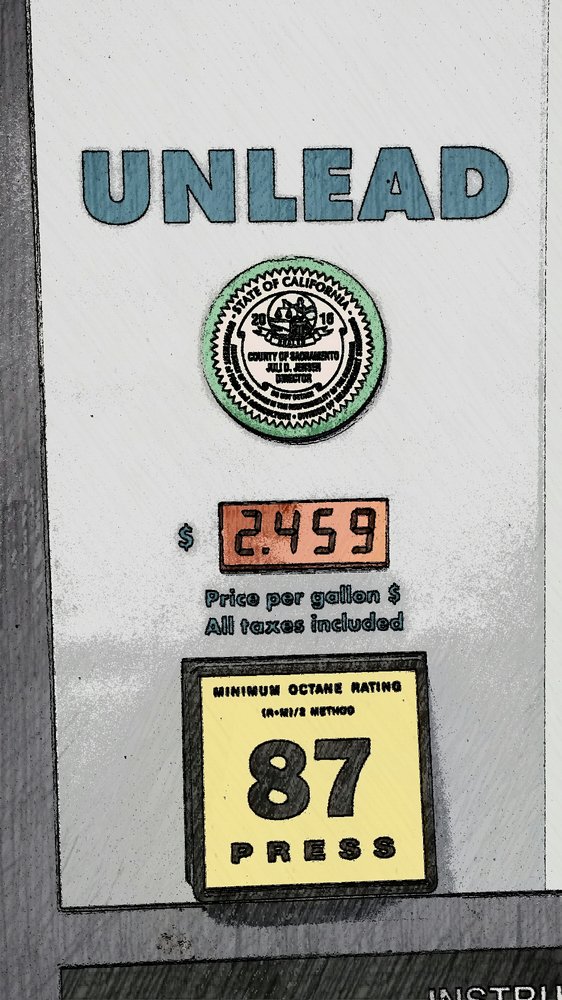 UNLEAD
STATE OF CALIFORNIA
20 16
COUNTY OF SACRAMENTO
JULI D. JENSEN
DIRECTOR
$ 2.459
Price per gallon $
All taxes included
MINIMUM OCTANE RATING
(R+M)/2 METHOD
87
PRESS